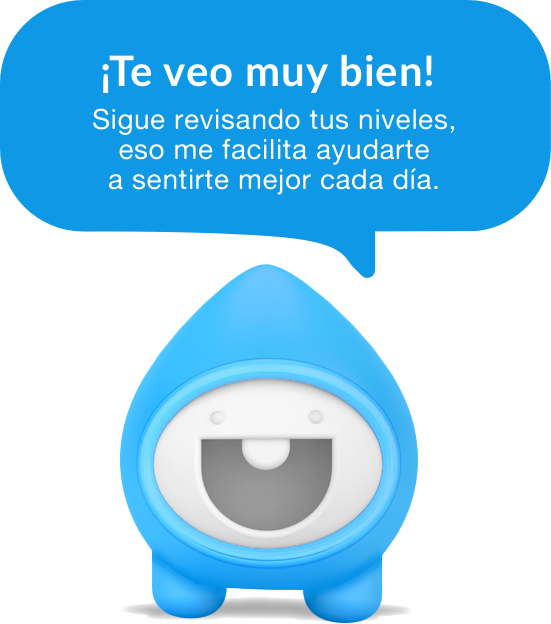 ¡Te veo muy bien!
Sigue revisando tus niveles,
eso me facilita ayudarte
a sentirte mejor cada día.